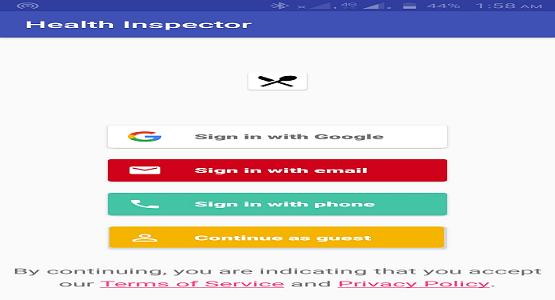 4G 44% 1:58 AM
Health Inspector
Sign in with Google
Sign in with email
Sign in with phone
Continue as guest
By continuing, you are indicating that you accept
our Terms of Service and Privacy Policy.